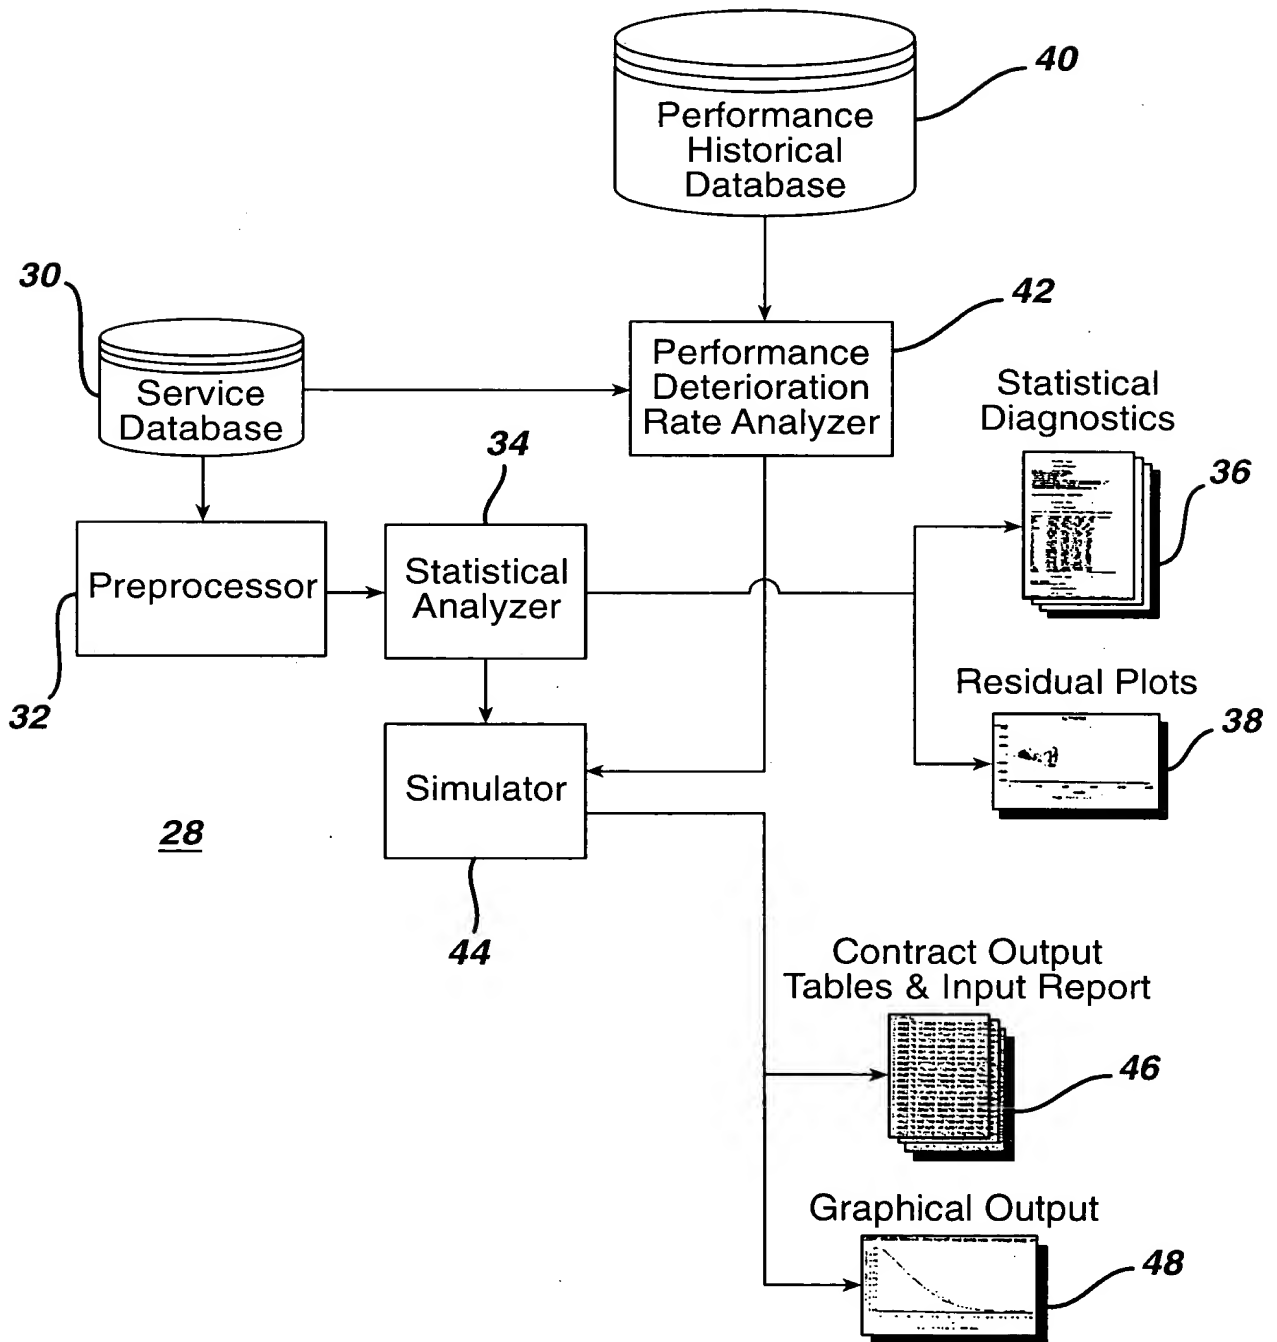 40
Performance
Historical
Database
30
42
Service
Database
Performance
Deterioration
Rate Analyzer
Statistical
Diagnostics
34
36
Preprocessor
Statistical
Analyzer
32
Residual Plots
38
Simulator
28
44
Contract Output
Tables & Input Report
46
Graphical Output
48